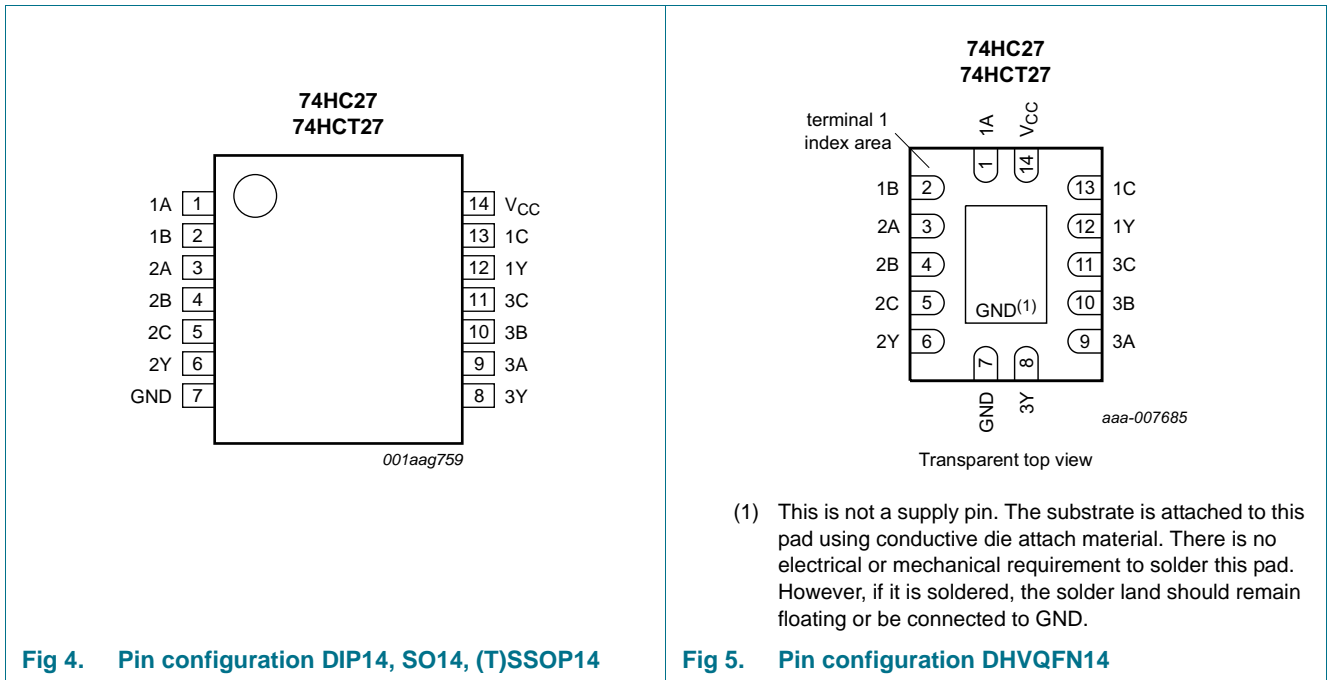 74HC27
74HCT27
1A 1
1B 2
2A 3
2B 4
2C 5
2Y 6
GND 7
14 VCC
13 1C
12 1Y
11 3C
10 3B
9 3A
8 3Y
001aag759
Fig 4. Pin configuration DIP14, SO14, (T)SSOP14
74HC27
74HCT27
terminal 1
index area
1A
VCC
1
14
1B 2
2A 3
2B 4
2C 5
2Y 6
13 1C
12 1Y
11 3C
10 3B
9 3A
GND(1)
7
8
GND
3Y
aaa-007685
Transparent top view
(1) This is not a supply pin. The substrate is attached to this
pad using conductive die attach material. There is no
electrical or mechanical requirement to solder this pad.
However, if it is soldered, the solder land should remain
floating or be connected to GND.
Fig 5. Pin configuration DHVQFN14